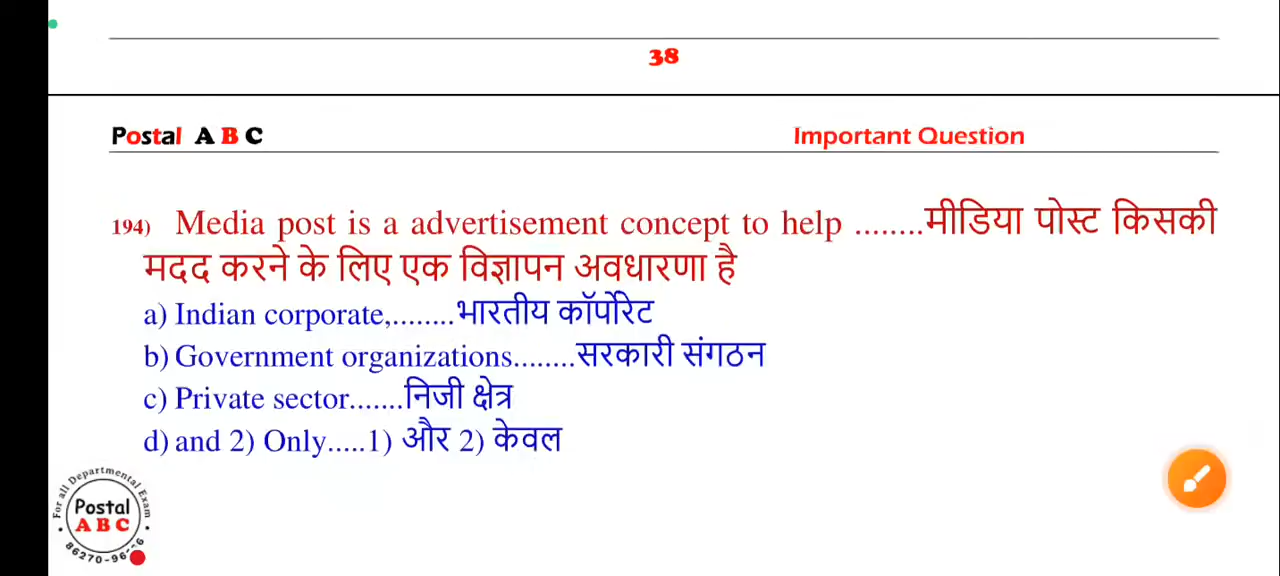 38
Postal A B C
Important Question
194) Media post is a advertisement concept to help ........मीडिया पोस्ट किसकी
मदद करने के लिए एक विज्ञापन अवधारणा है
a) Indian corporate,........भारतीय कॉर्पोरेट
b) Government organizations........सरकारी संगठन
c) Private sector.......निजी क्षेत्र
d) and 2) Only.....1) और 2) केवल
For all Departmental Exam
Postal
A B C